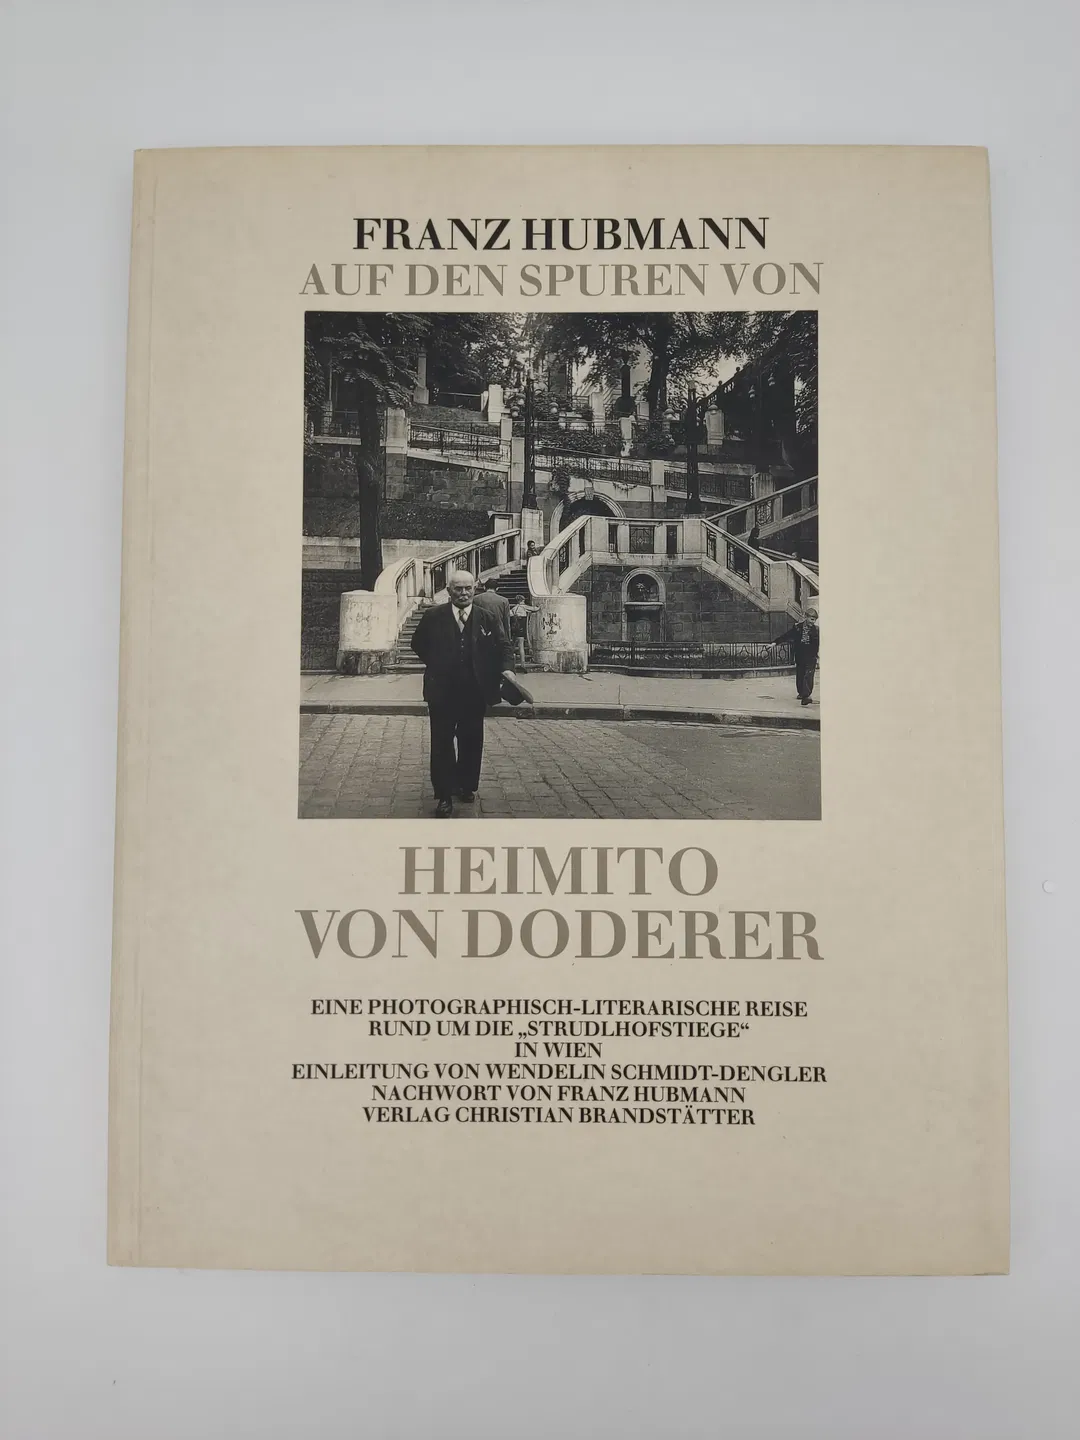 FRANZ HUBMANN
AUF DEN SPUREN VON
HEIMITO
VON DODERER
EINE PHOTOGRAPHISCH-LITERARISCHE REISE
RUND UM DIE „STRUDLHOFSTIEGE“
IN WIEN
EINLEITUNG VON WENDELIN SCHMIDT-DENGLER
NACHWORT VON FRANZ HUBMANN
VERLAG CHRISTIAN BRANDSTÄTTER